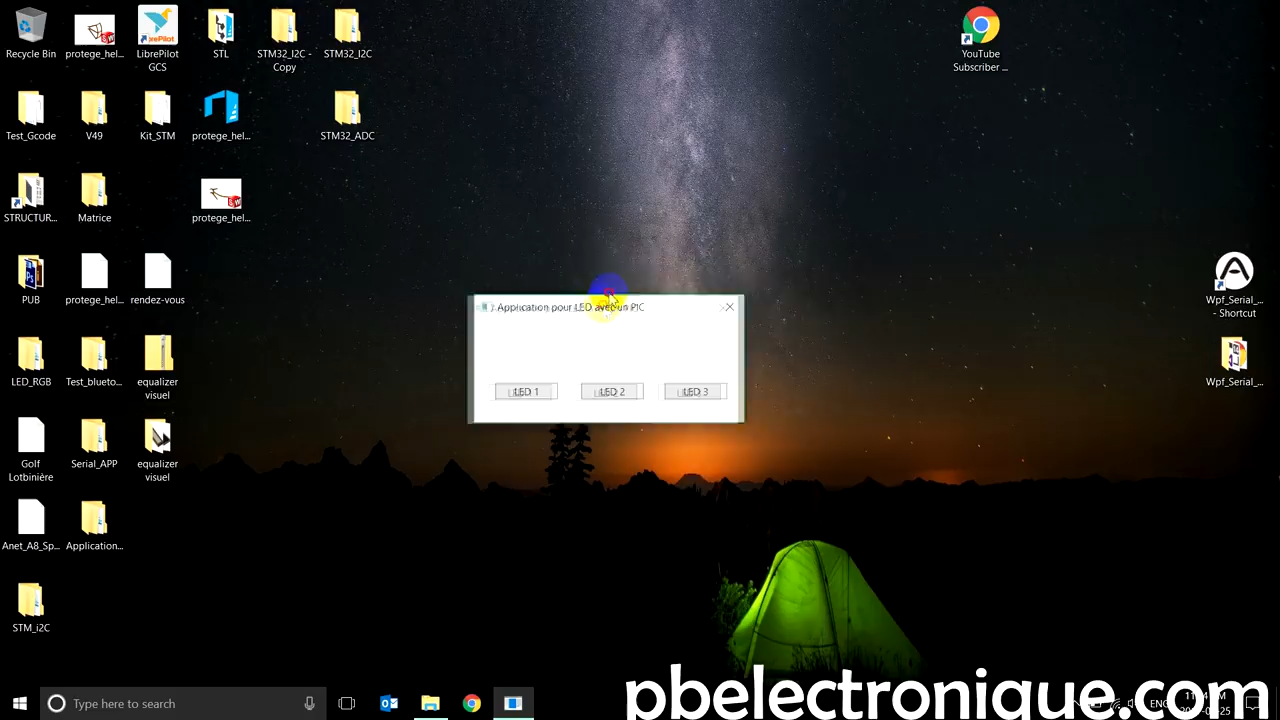 Recycle Bin
protege_hel...
LibrePilot
GCS
STL
STM32_I2C -
Copy
STM32_I2C
YouTube
Subscriber ...
Test_Gcode
V49
Kit_STM
protege_hel...
STM32_ADC
STRUCTUR...
Matrice
protege_hel...
PUB
protege_hel...
rendez-vous
Wpf_Serial_...
- Shortcut
Application pour LED avec un PIC
LED 1
LED 2
LED 3
LED_RGB
Test_blueto...
equalizer
visuel
Wpf_Serial_...
Golf
Lotbinière
Serial_APP
equalizer
visuel
Anet_A8_Sp...
Application...
STM_i2C
Type here to search
ENG
pbelectronique.com